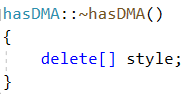 hasDMA::~hasDMA()
{
    delete[] style;
}